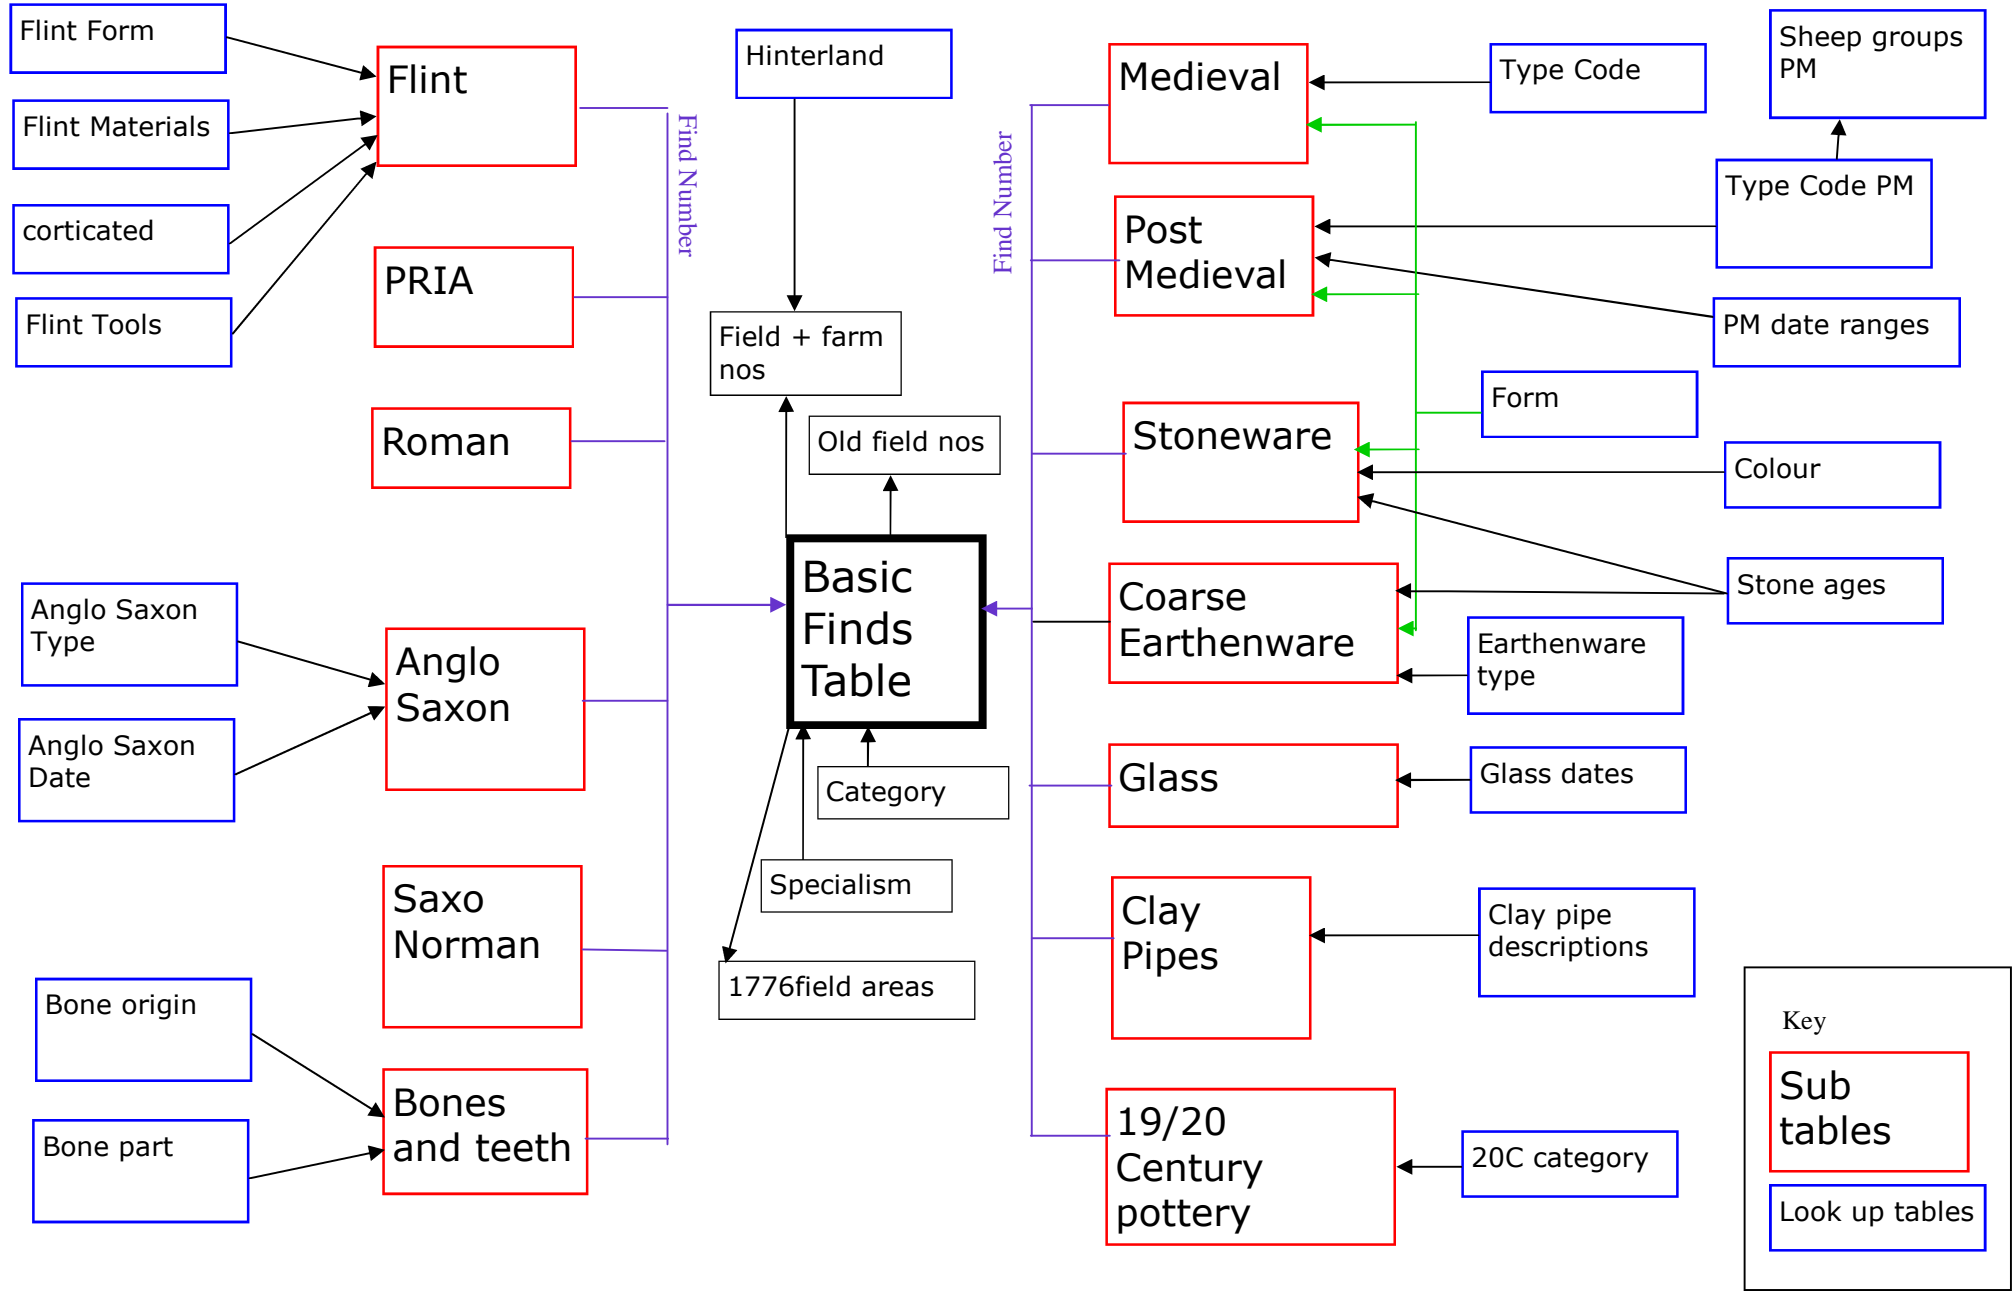 Flint Form
Flint Materials
corticated
Flint Tools
Flint
PRIA
Roman
Anglo Saxon
Type
Anglo Saxon
Date
Anglo
Saxon
Saxo
Norman
Bone origin
Bone part
Bones
and teeth
Find Number
Hinterland
Field + farm
nos
Old field nos
Basic
Finds
Table
Category
Specialism
1776field areas
Find Number
Medieval
Post
Medieval
Stoneware
Coarse
Earthenware
Glass
Clay
Pipes
19/20
Century
pottery
Type Code
Sheep groups
PM
Type Code PM
PM date ranges
Form
Colour
Stone ages
Earthenware
type
Glass dates
Clay pipe
descriptions
20C category
Key
Sub
tables
Look up tables